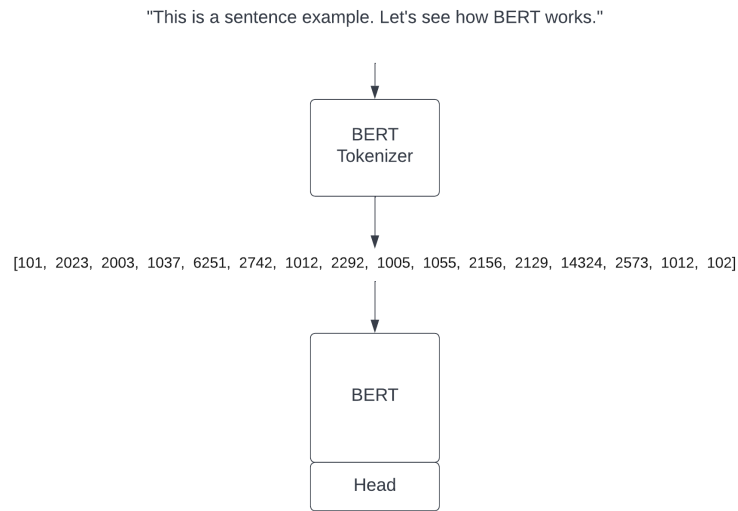 "This is a sentence example. Let's see how BERT works."
BERT
Tokenizer
[101, 2023, 2003, 1037, 6251, 2742, 1012, 2292, 1005, 1055, 2156, 2129, 14324, 2573, 1012, 102]
BERT
Head